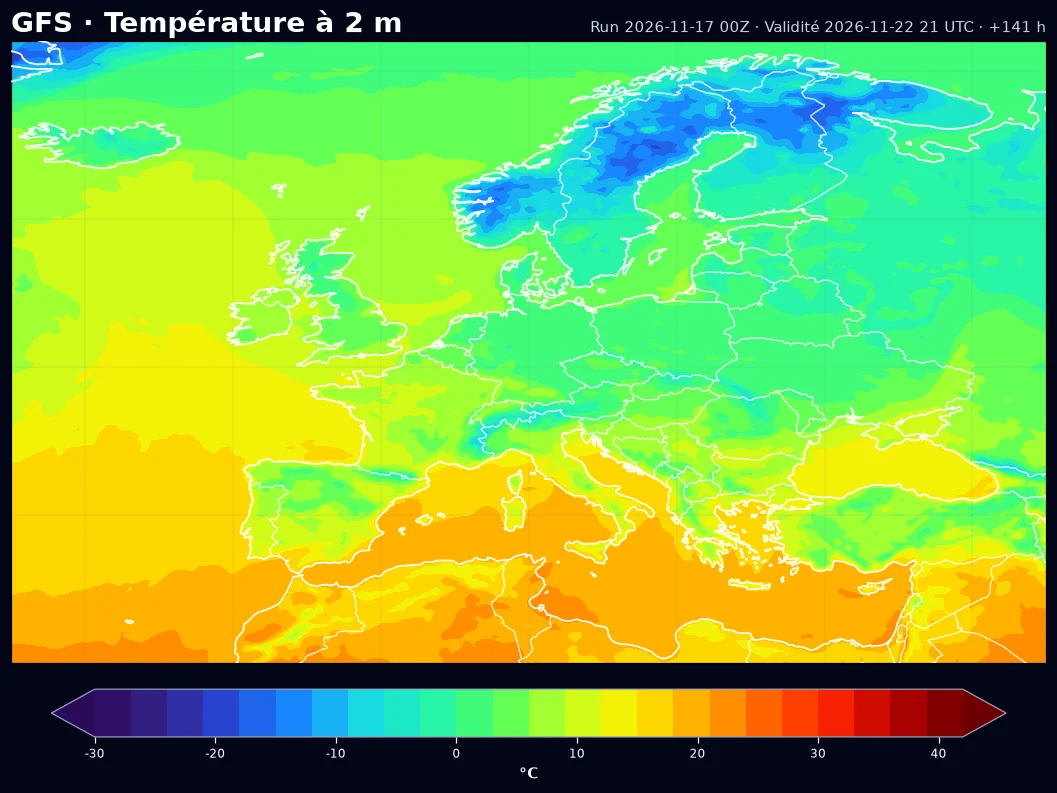 GFS · Température à 2 m
Run 2026-11-17 00Z · Validité 2026-11-22 21 UTC · +141 h
-30 -20 -10 0 10 20 30 40
°C